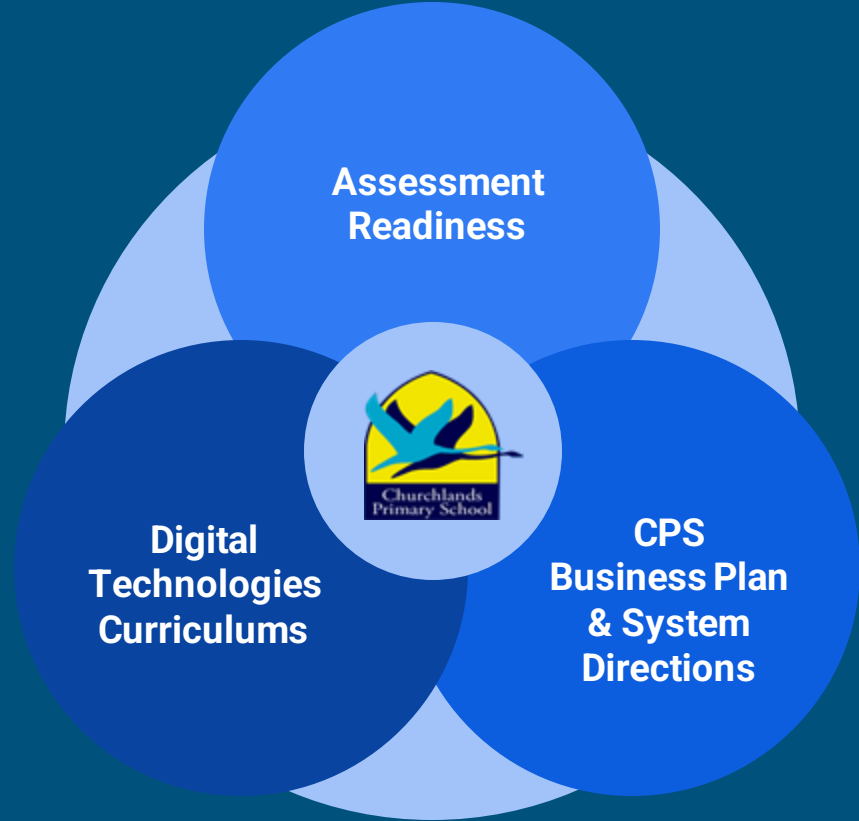 Assessment
Readiness
Churchlands
Primary School
Digital
Technologies
Curriculums
CPS
Business Plan
& System
Directions